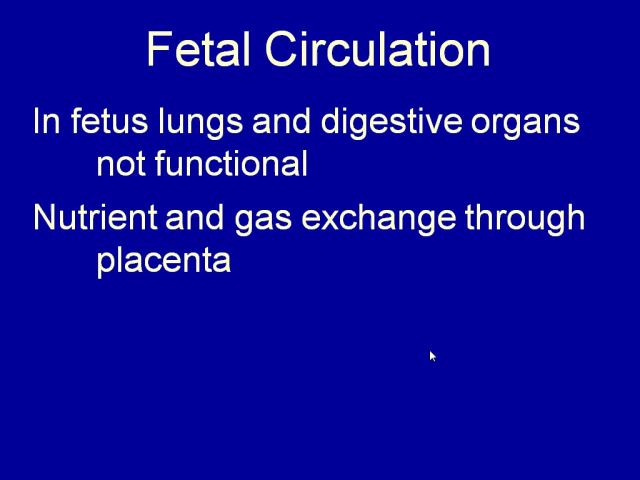 Fetal Circulation
In fetus lungs and digestive organs
not functional
Nutrient and gas exchange through
placenta